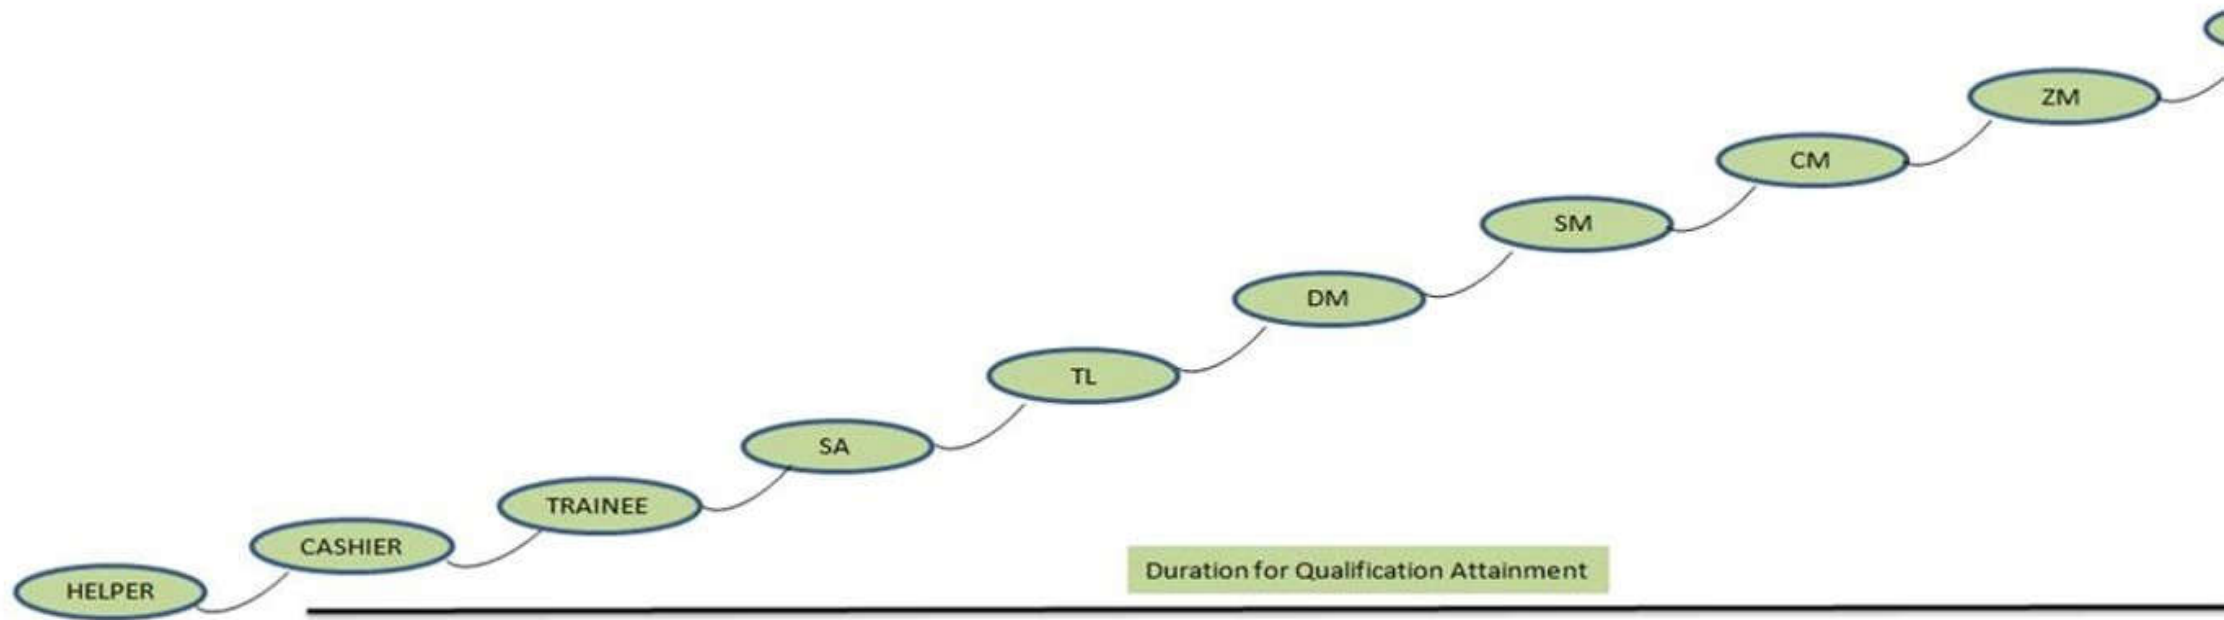 ZM
CM
SM
DM
TL
SA
TRAINEE
CASHIER
HELPER
Duration for Qualification Attainment